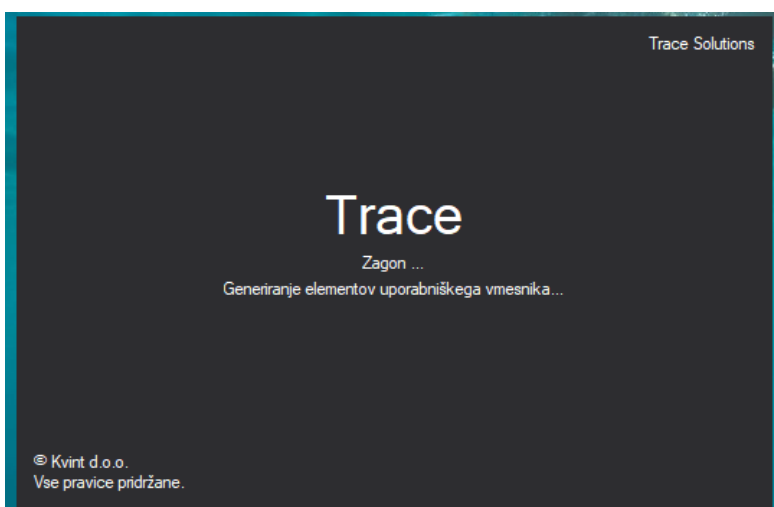 Trace Solutions
Trace
Zagon ...
Generiranje elementov uporabniškega vmesnika...
© Kvint d.o.o.
Vse pravice pridržane.